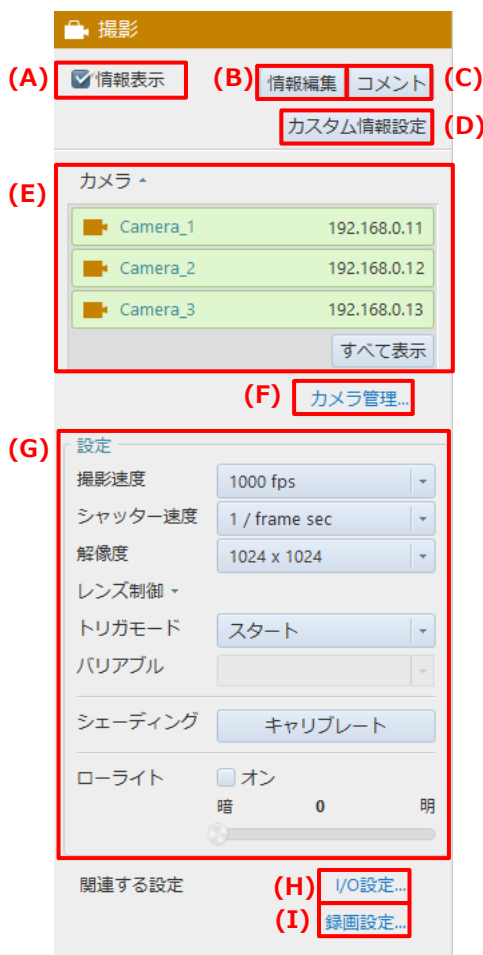 撮影
(A) 情報表示 (B) 情報編集 コメント (C)
カスタム情報設定 (D)
(E) カメラ
Camera_1 192.168.0.11
Camera_2 192.168.0.12
Camera_3 192.168.0.13
すべて表示
(F) カメラ管理...
(G) 設定
撮影速度 1000 fps
シャッター速度 1 / frame sec
解像度 1024 x 1024
レンズ制御
トリガモード スタート
バリアブル
シェーディング キャリブレート
ローライト オン
暗 0 明
関連する設定 (H) I/O設定...
(I) 録画設定...